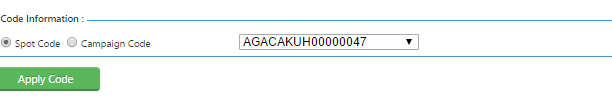 Code Information :
Spot Code Campaign Code AGACAKUH00000047
Apply Code